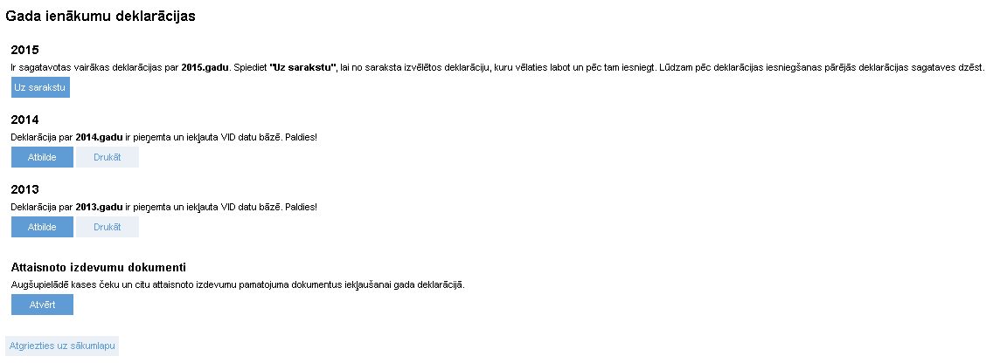 Gada ienākumu deklarācijas
2015
Ir sagatavotas vairākas deklarācijas par 2015.gadu. Spiediet "Uz sarakstu", lai no saraksta izvēlētos deklarāciju, kuru vēlaties labot un pēc tam iesniegt. Lūdzam pēc deklarācijas iesniegšanas pārējās deklarācijas sagataves dzēst.
Uz sarakstu
2014
Deklarācija par 2014.gadu ir pieņemta un iekļauta VID datu bāzē. Paldies!
Atbilde Drukāt
2013
Deklarācija par 2013.gadu ir pieņemta un iekļauta VID datu bāzē. Paldies!
Atbilde Drukāt
Attaisnoto izdevumu dokumenti
Augšupielādē kases čeku un citu attaisnoto izdevumu pamatojuma dokumentus iekļaušanai gada deklarācijā.
Atvērt
Atgriezties uz sākumlapu